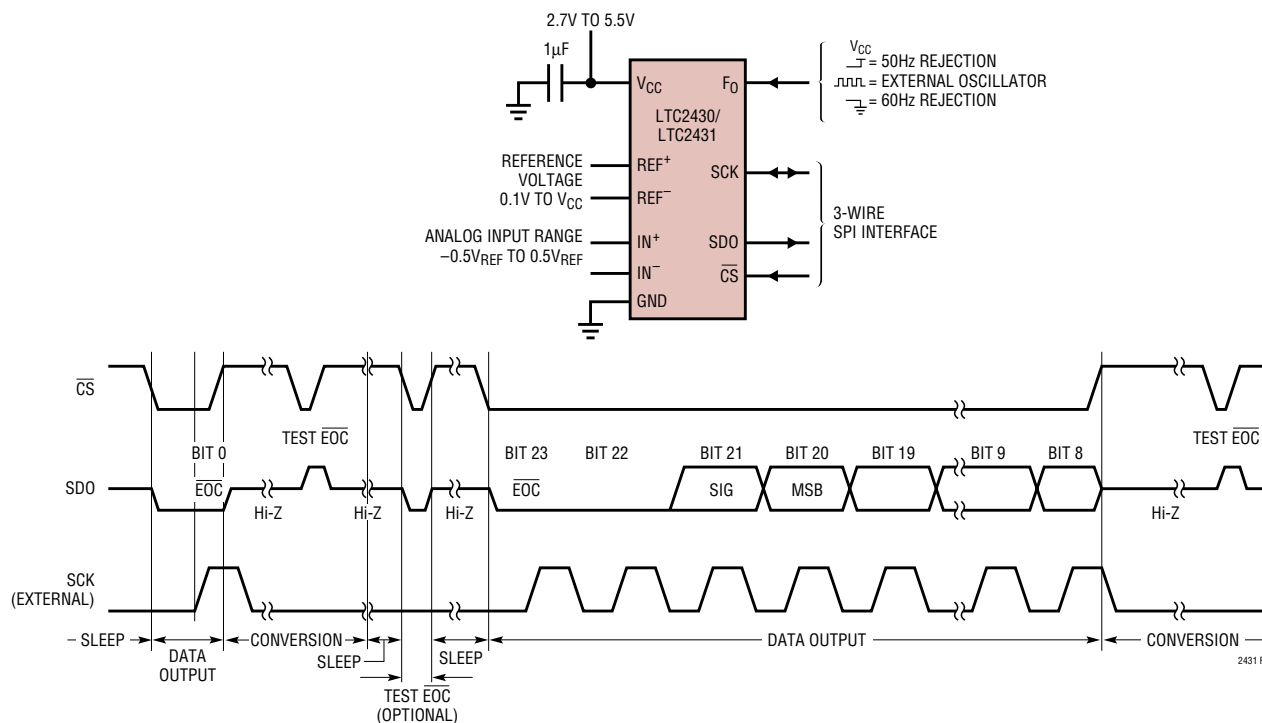 2.7V TO 5.5V
1µF
VCC
FO
LTC2430/
LTC2431
VCC
= 50Hz REJECTION
= EXTERNAL OSCILLATOR
= 60Hz REJECTION
REFERENCE
VOLTAGE
0.1V TO VCC
REF+
REF−
SCK
ANALOG INPUT RANGE
−0.5VREF TO 0.5VREF
IN+
IN−
SDO
CS
GND
3-WIRE
SPI INTERFACE
CS
TEST EOC
TEST EOC
BIT 0
BIT 23
BIT 22
BIT 21
BIT 20
BIT 19
BIT 9
BIT 8
SDO
EOC
EOC
SIG
MSB
Hi-Z
Hi-Z
Hi-Z
Hi-Z
SCK
(EXTERNAL)
SLEEP
DATA
OUTPUT
CONVERSION
SLEEP
SLEEP
DATA OUTPUT
CONVERSION
TEST EOC
(OPTIONAL)
2431 F